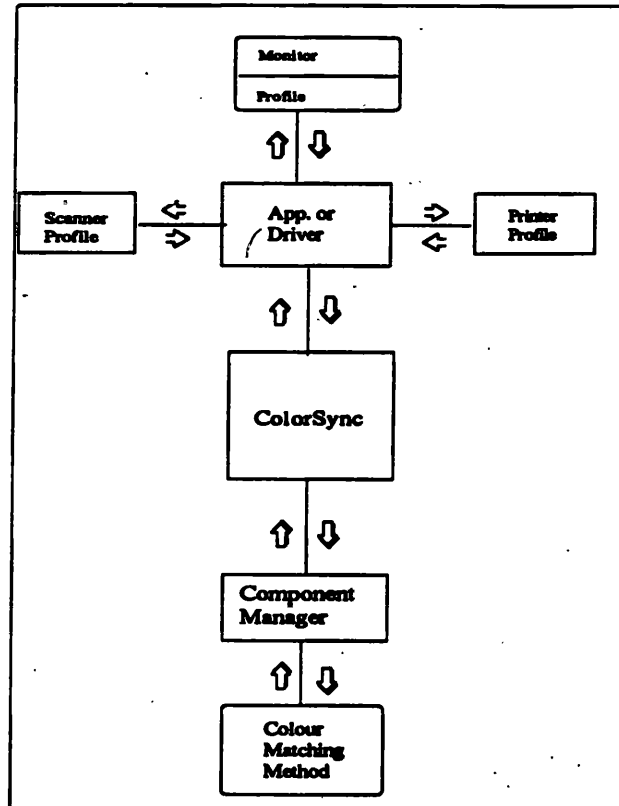 Monitor
Profile
Scanner
Profile
App. or
Driver
Printer
Profile
ColorSync
Component
Manager
Colour
Matching
Method